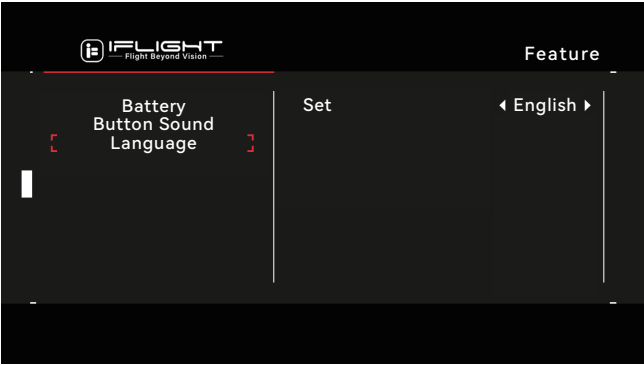 iFLIGHT
Flight Beyond Vision
Feature
Battery
Button Sound
Language
Set
English